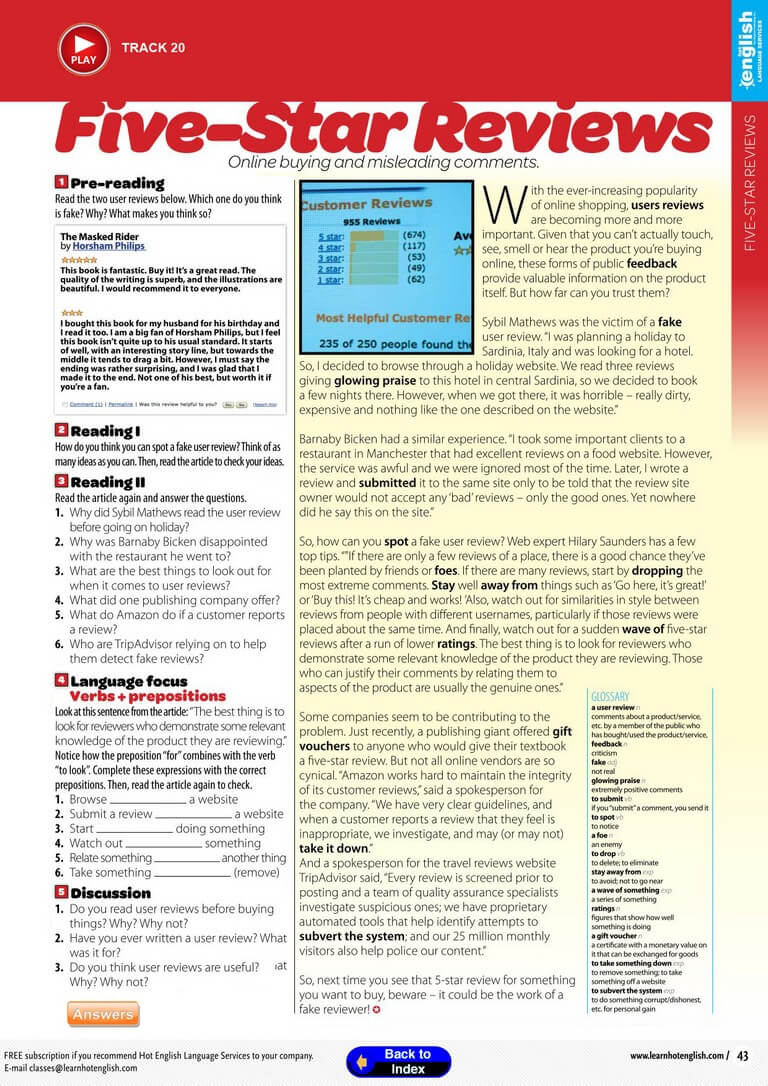 PLAY
TRACK 20
hot
english
LANGUAGE SERVICES
FIVE-STAR REVIEWS
Five-Star Reviews
Online buying and misleading comments.
1 Pre-reading
Read the two user reviews below. Which one do you think
is fake? Why? What makes you think so?
The Masked Rider
by Horsham Philips
This book is fantastic. Buy it! It's a great read. The
quality of the writing is superb, and the illustrations are
beautiful. I would recommend it to everyone.
I bought this book for my husband for his birthday and
I read it too. I am a big fan of Horsham Philips, but I feel
this book isn't quite up to his usual standard. It starts
of well, with an interesting story line, but towards the
middle it tends to drag a bit. However, I must say the
ending was rather surprising, and I was glad that I
made it to the end. Not one of his best, but worth it if
you're a fan.
Comment (1) | Permalink | Was this review helpful to you? Yes No (Report this)
2 Reading I
How do you think you can spot a fake user review? Think of as
many ideas as you can. Then, read the article to check your ideas.
3 Reading II
Read the article again and answer the questions.
1. Why did Sybil Mathews read the user review
before going on holiday?
2. Why was Barnaby Bicken disappointed
with the restaurant he went to?
3. What are the best things to look out for
when it comes to user reviews?
4. What did one publishing company offer?
5. What do Amazon do if a customer reports
a review?
6. Who are TripAdvisor relying on to help
them detect fake reviews?
4 Language focus
Verbs + prepositions
Look at this sentence from the article: "The best thing is to
look for reviewers who demonstrate some relevant
knowledge of the product they are reviewing."
Notice how the preposition "for" combines with the verb
"to look". Complete these expressions with the correct
prepositions. Then, read the article again to check.
1. Browse ______ a website
2. Submit a review ______ a website
3. Start ______ doing something
4. Watch out ______ something
5. Relate something ______ another thing
6. Take something ______ (remove)
5 Discussion
1. Do you read user reviews before buying
things? Why? Why not?
2. Have you ever written a user review? What
was it for?
3. Do you think user reviews are useful? at
Why? Why not?
Answers
Customer Reviews
955 Reviews
5 star: (674)
4 star: (117)
3 star: (53)
2 star: (49)
1 star: (62)
Ave
Most Helpful Customer Re
235 of 250 people found the
With the ever-increasing popularity
of online shopping, users reviews
are becoming more and more
important. Given that you can't actually touch,
see, smell or hear the product you're buying
online, these forms of public feedback
provide valuable information on the product
itself. But how far can you trust them?
Sybil Mathews was the victim of a fake
user review. "I was planning a holiday to
Sardinia, Italy and was looking for a hotel.
So, I decided to browse through a holiday website. We read three reviews
giving glowing praise to this hotel in central Sardinia, so we decided to book
a few nights there. However, when we got there, it was horrible – really dirty,
expensive and nothing like the one described on the website."
Barnaby Bicken had a similar experience. "I took some important clients to a
restaurant in Manchester that had excellent reviews on a food website. However,
the service was awful and we were ignored most of the time. Later, I wrote a
review and submitted it to the same site only to be told that the review site
owner would not accept any 'bad' reviews – only the good ones. Yet nowhere
did he say this on the site."
So, how can you spot a fake user review? Web expert Hilary Saunders has a few
top tips. ""If there are only a few reviews of a place, there is a good chance they've
been planted by friends or foes. If there are many reviews, start by dropping the
most extreme comments. Stay well away from things such as 'Go here, it's great!'
or 'Buy this! It's cheap and works! 'Also, watch out for similarities in style between
reviews from people with different usernames, particularly if those reviews were
placed about the same time. And finally, watch out for a sudden wave of five-star
reviews after a run of lower ratings. The best thing is to look for reviewers who
demonstrate some relevant knowledge of the product they are reviewing. Those
who can justify their comments by relating them to
aspects of the product are usually the genuine ones."
Some companies seem to be contributing to the
problem. Just recently, a publishing giant offered gift
vouchers to anyone who would give their textbook
a five-star review. But not all online vendors are so
cynical. "Amazon works hard to maintain the integrity
of its customer reviews," said a spokesperson for
the company. "We have very clear guidelines, and
when a customer reports a review that they feel is
inappropriate, we investigate, and may (or may not)
take it down."
And a spokesperson for the travel reviews website
TripAdvisor said, "Every review is screened prior to
posting and a team of quality assurance specialists
investigate suspicious ones; we have proprietary
automated tools that help identify attempts to
subvert the system; and our 25 million monthly
visitors also help police our content."
So, next time you see that 5-star review for something
you want to buy, beware – it could be the work of a
fake reviewer!
GLOSSARY
a user review n
comments about a product/service,
etc. by a member of the public who
has bought/used the product/service,
feedback n
criticism
fake adj
not real
glowing praise n
extremely positive comments
to submit vb
if you "submit" a comment, you send it
to spot vb
to notice
a foe n
an enemy
to drop vb
to delete; to eliminate
stay away from exp
to avoid; not to go near
a wave of something exp
a series of something
ratings n
figures that show how well
something is doing
a gift voucher n
a certificate with a monetary value on
it that can be exchanged for goods
to take something down exp
to remove something; to take
something off a website
to subvert the system exp
to do something corrupt/dishonest,
etc. for personal gain
FREE subscription if you recommend Hot English Language Services to your company.
E-mail classes@learnhotenglish.com
Back to
Index
www.learnhotenglish.com / 43